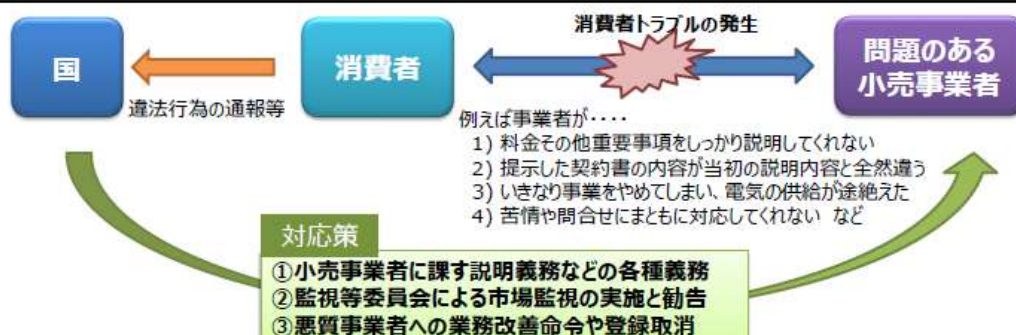 消費者トラブルの発生
国
消費者
問題のある
小売事業者
違法行為の通報等
例えば事業者が・・・・
1) 料金その他重要事項をしっかり説明してくれない
2) 提示した契約書の内容が当初の説明内容と全然違う
3) いきなり事業をやめてしまい、電気の供給が途絶えた
4) 苦情や問合せにまともに対応してくれない など
対応策
①小売事業者に課す説明義務などの各種義務
②監視等委員会による市場監視の実施と勧告
③悪質事業者への業務改善命令や登録取消